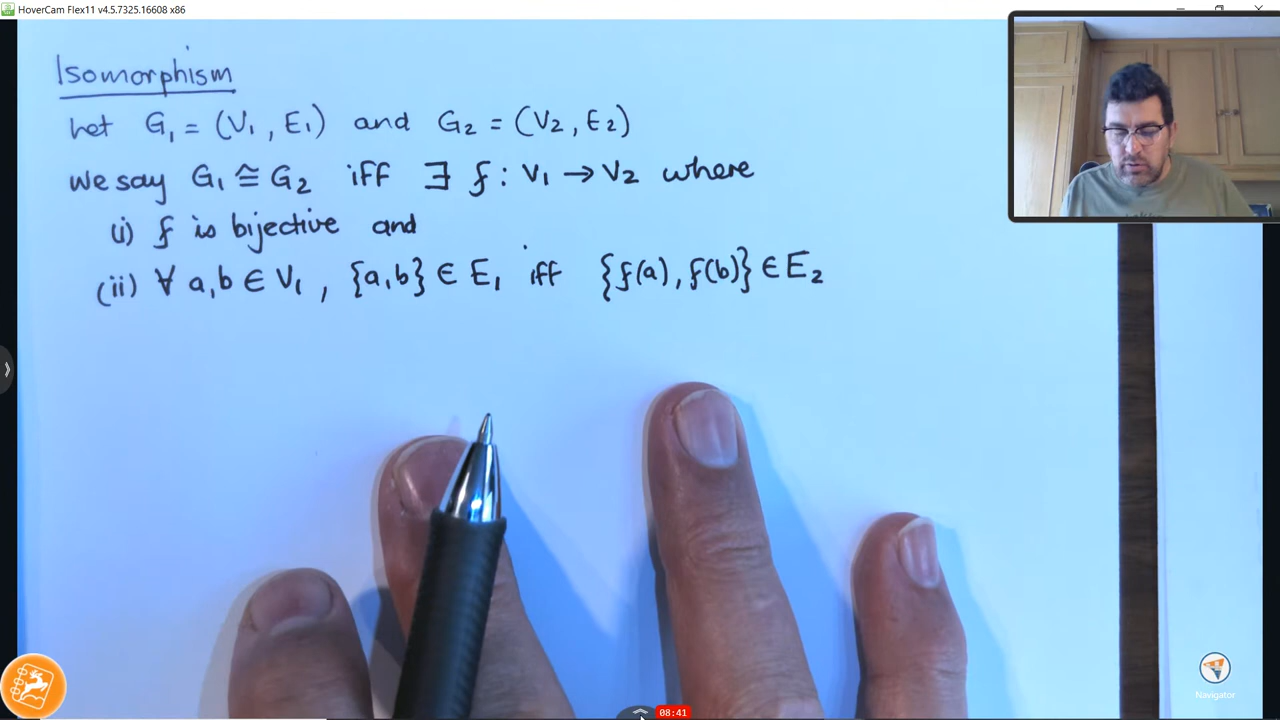 HoverCam Flex11 v4.5.7325.16608 x86
Isomorphism
Let G₁ = (V₁, E₁) and G₂ = (V₂, E₂)
We say G₁ ≅ G₂ iff ∃ f : V₁ → V₂ where
(i) f is bijective and
(ii) ∀ a,b ∈ V₁, {a,b} ∈ E₁ iff {f(a), f(b)} ∈ E₂
Navigator
08:41